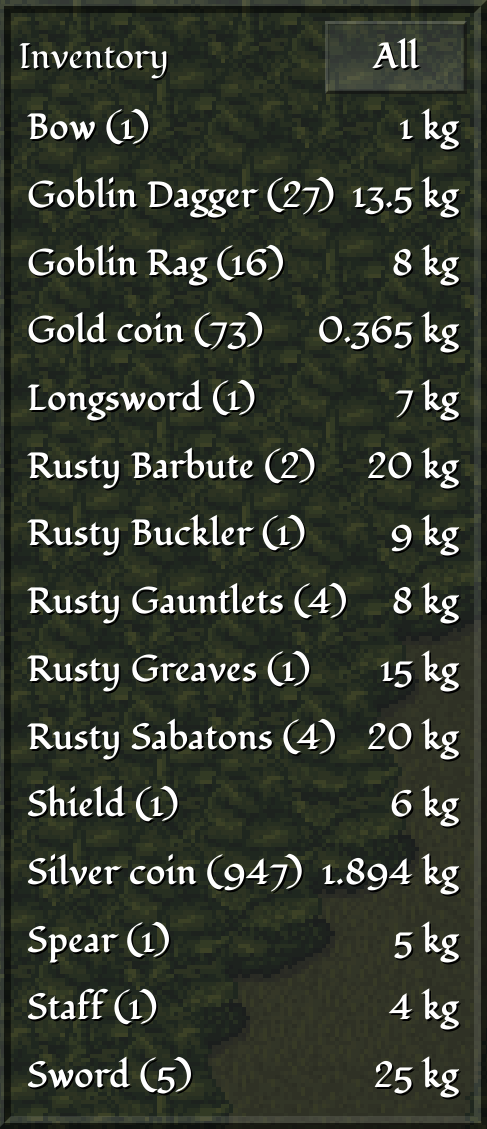 Inventory All
Bow (1) 1 kg
Goblin Dagger (27) 13.5 kg
Goblin Rag (16) 8 kg
Gold coin (73) 0.365 kg
Longsword (1) 7 kg
Rusty Barbute (2) 20 kg
Rusty Buckler (1) 9 kg
Rusty Gauntlets (4) 8 kg
Rusty Greaves (1) 15 kg
Rusty Sabatons (4) 20 kg
Shield (1) 6 kg
Silver coin (947) 1.894 kg
Spear (1) 5 kg
Staff (1) 4 kg
Sword (5) 25 kg